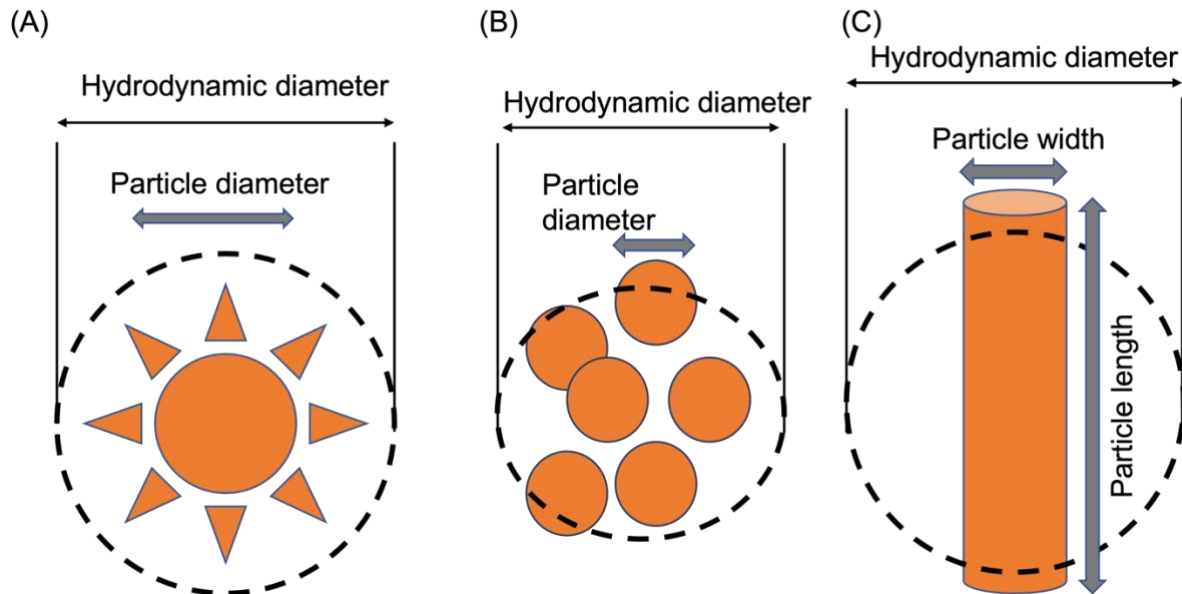 (A)
Hydrodynamic diameter
Particle diameter
(B)
Hydrodynamic diameter
Particle
diameter
(C)
Hydrodynamic diameter
Particle width
Particle length